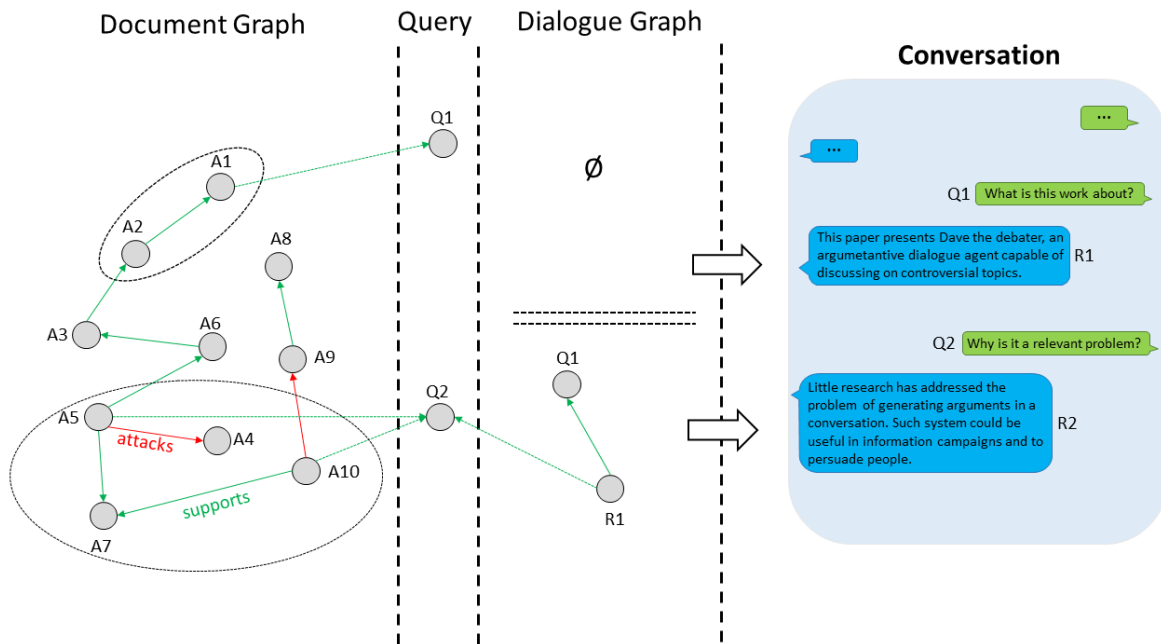 Document Graph
Query
Dialogue Graph
Conversation
Q1
A1
A2
A8
A3
A6
A9
A5
attacks
A4
A10
supports
A7
Q2
Ø
Q1
R1
...
...
Q1
What is this work about?
This paper presents Dave the debater, an
argumetantive dialogue agent capable of
discussing on controversial topics.
R1
Q2
Why is it a relevant problem?
Little research has addressed the
problem of generating arguments in a
conversation. Such system could be
useful in information campaigns and to
persuade people.
R2